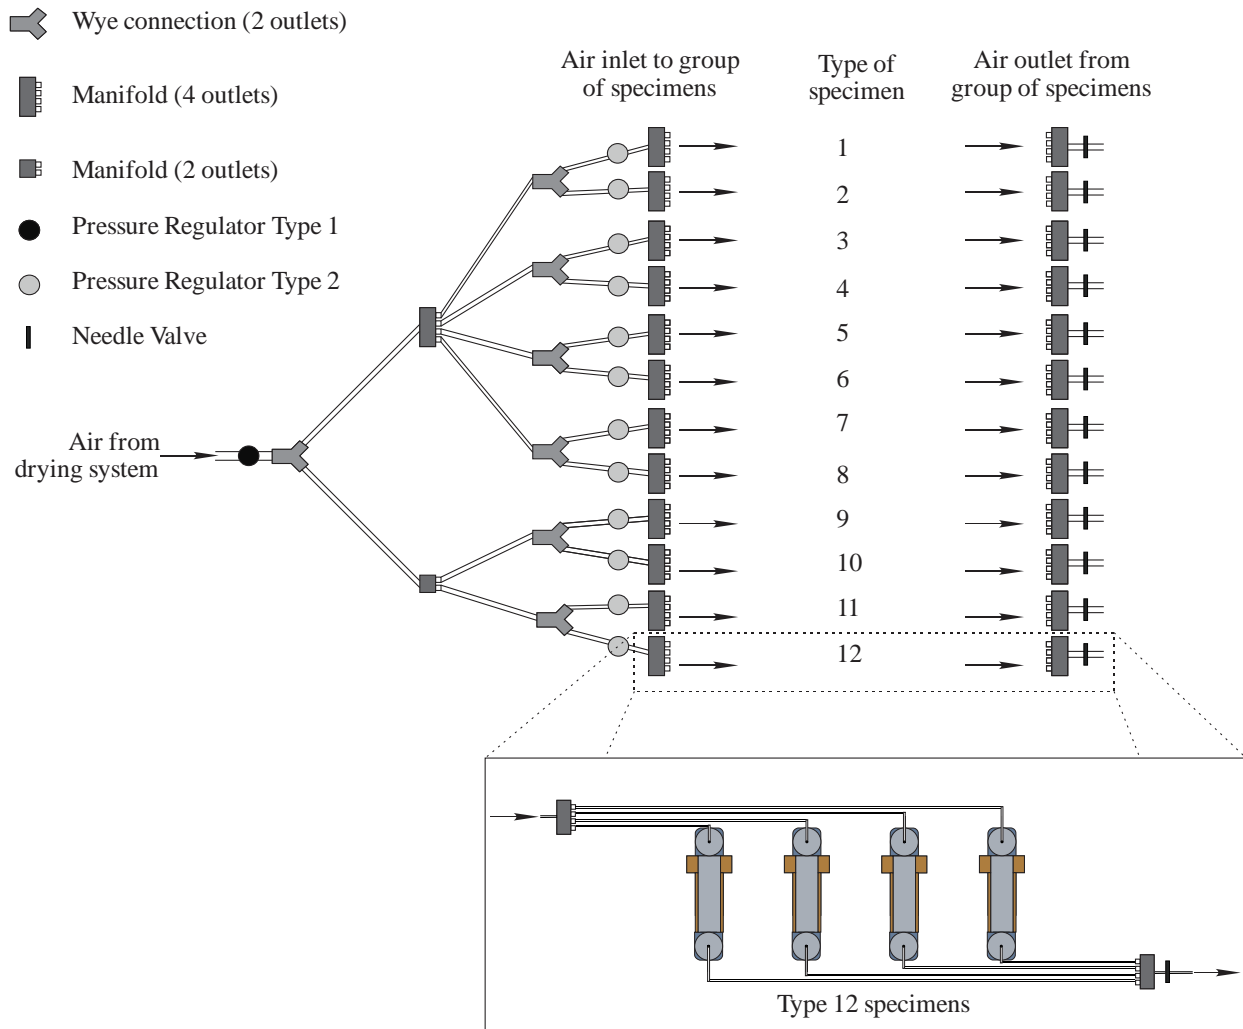 Wye connection (2 outlets)
Manifold (4 outlets)
Manifold (2 outlets)
Pressure Regulator Type 1
Pressure Regulator Type 2
Needle Valve
Air from
drying system
Air inlet to group
of specimens
Type of
specimen
Air outlet from
group of specimens
1
2
3
4
5
6
7
8
9
10
11
12
Type 12 specimens